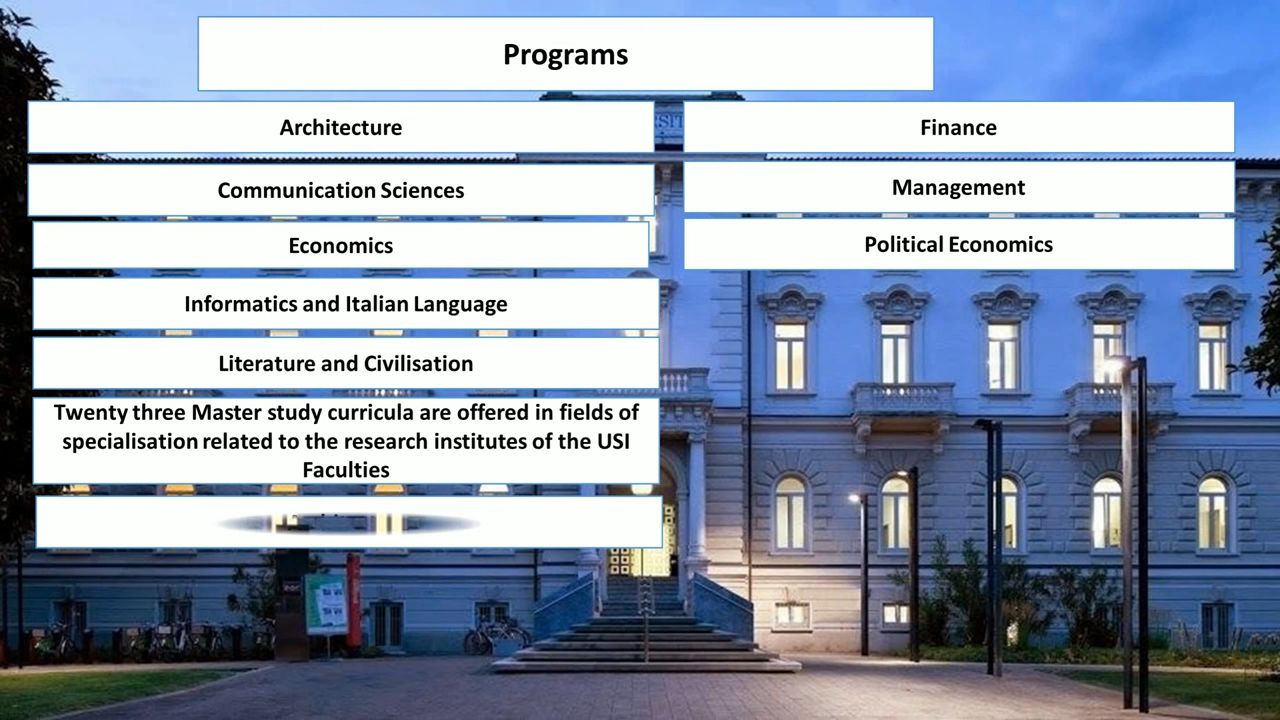 Programs
Architecture
Communication Sciences
Economics
Informatics and Italian Language
Literature and Civilisation
Twenty three Master study curricula are offered in fields of
specialisation related to the research institutes of the USI
Faculties
Finance
Management
Political Economics